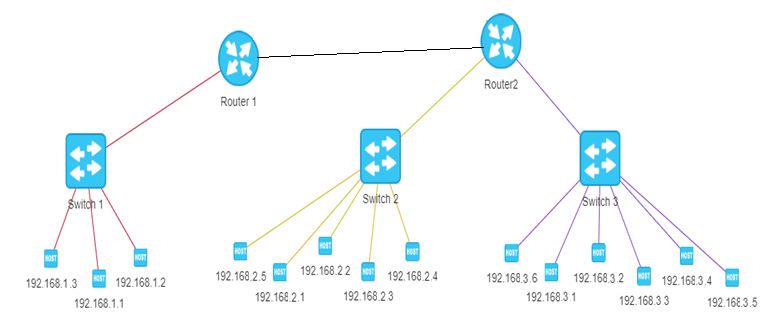 Router 1
Router2
Switch 1
Switch 2
Switch 3
HOST
192.168.1.3
HOST
192.168.1.1
HOST
192.168.1.2
HOST
192.168.2.5
HOST
192.168.2.1
HOST
192.168.2 2
HOST
192.168.2 3
HOST
192.168.2.4
HOST
192.168.3.6
HOST
192.168.3.1
HOST
192.168.3.2
HOST
192.168.3 3
HOST
192.168.3.4
HOST
192.168.3.5